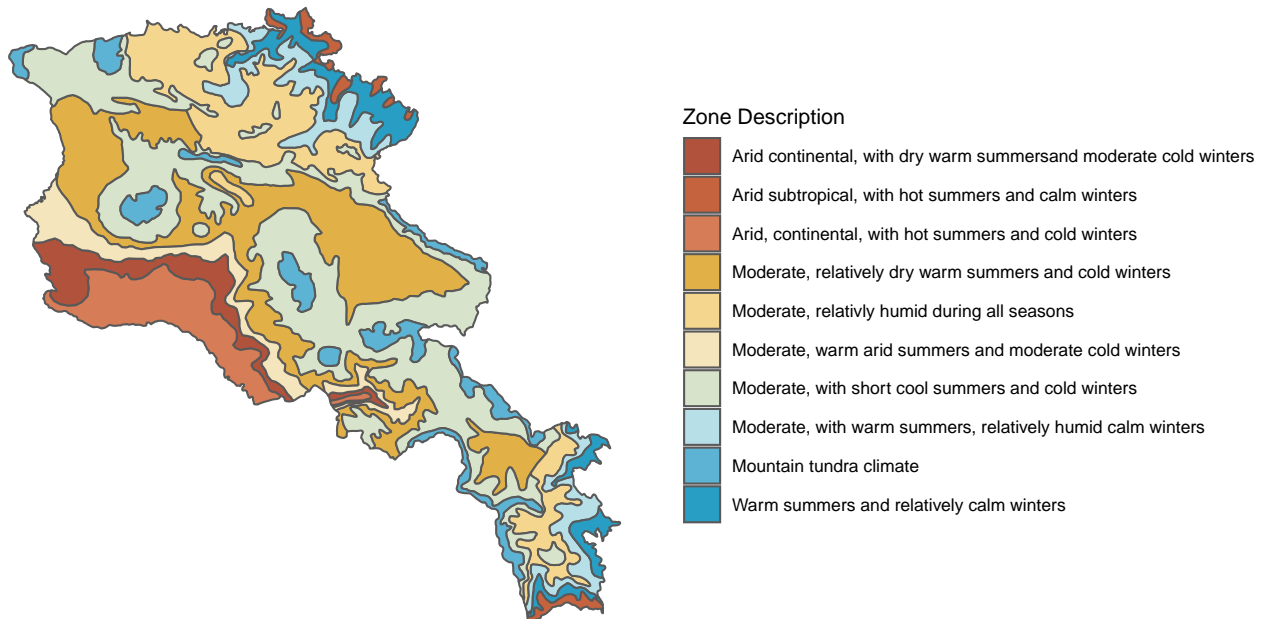 Zone Description
Arid continental, with dry warm summersand moderate cold winters
Arid subtropical, with hot summers and calm winters
Arid, continental, with hot summers and cold winters
Moderate, relatively dry warm summers and cold winters
Moderate, relativly humid during all seasons
Moderate, warm arid summers and moderate cold winters
Moderate, with short cool summers and cold winters
Moderate, with warm summers, relatively humid calm winters
Mountain tundra climate
Warm summers and relatively calm winters